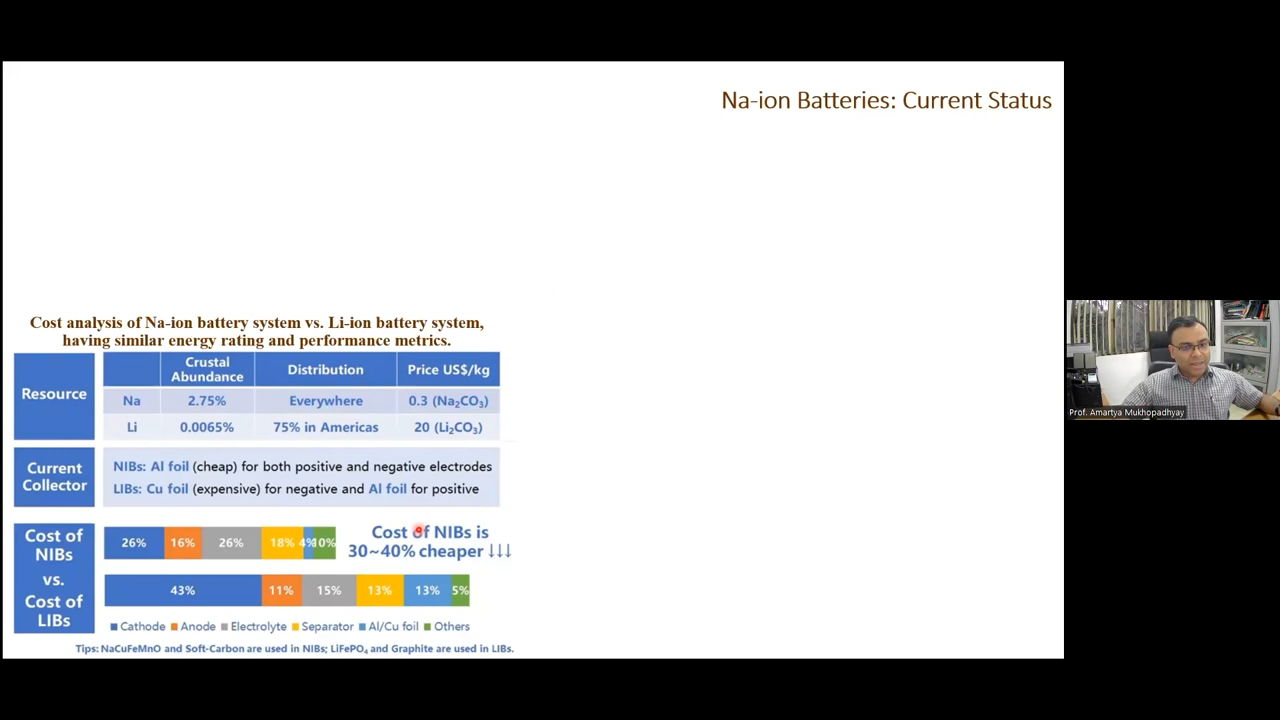 Na-ion Batteries: Current Status
Cost analysis of Na-ion battery system vs. Li-ion battery system,
having similar energy rating and performance metrics.
Resource
Crustal Abundance
Distribution
Price US$/kg
Na
2.75%
Everywhere
0.3 (Na₂CO₃)
Li
0.0065%
75% in Americas
20 (Li₂CO₃)
Current
Collector
NIBs: Al foil (cheap) for both positive and negative electrodes
LIBs: Cu foil (expensive) for negative and Al foil for positive
Cost of
NIBs
vs.
Cost of
LIBs
26% 16% 26% 18% 4% 10%
Cost of NIBs is
30~40% cheaper ↓↓↓
43% 11% 15% 13% 13% 5%
Cathode Anode Electrolyte Separator Al/Cu foil Others
Tips: NaCuFeMnO and Soft-Carbon are used in NIBs; LiFePO₄ and Graphite are used in LIBs.
Prof. Amartya Mukhopadhyay